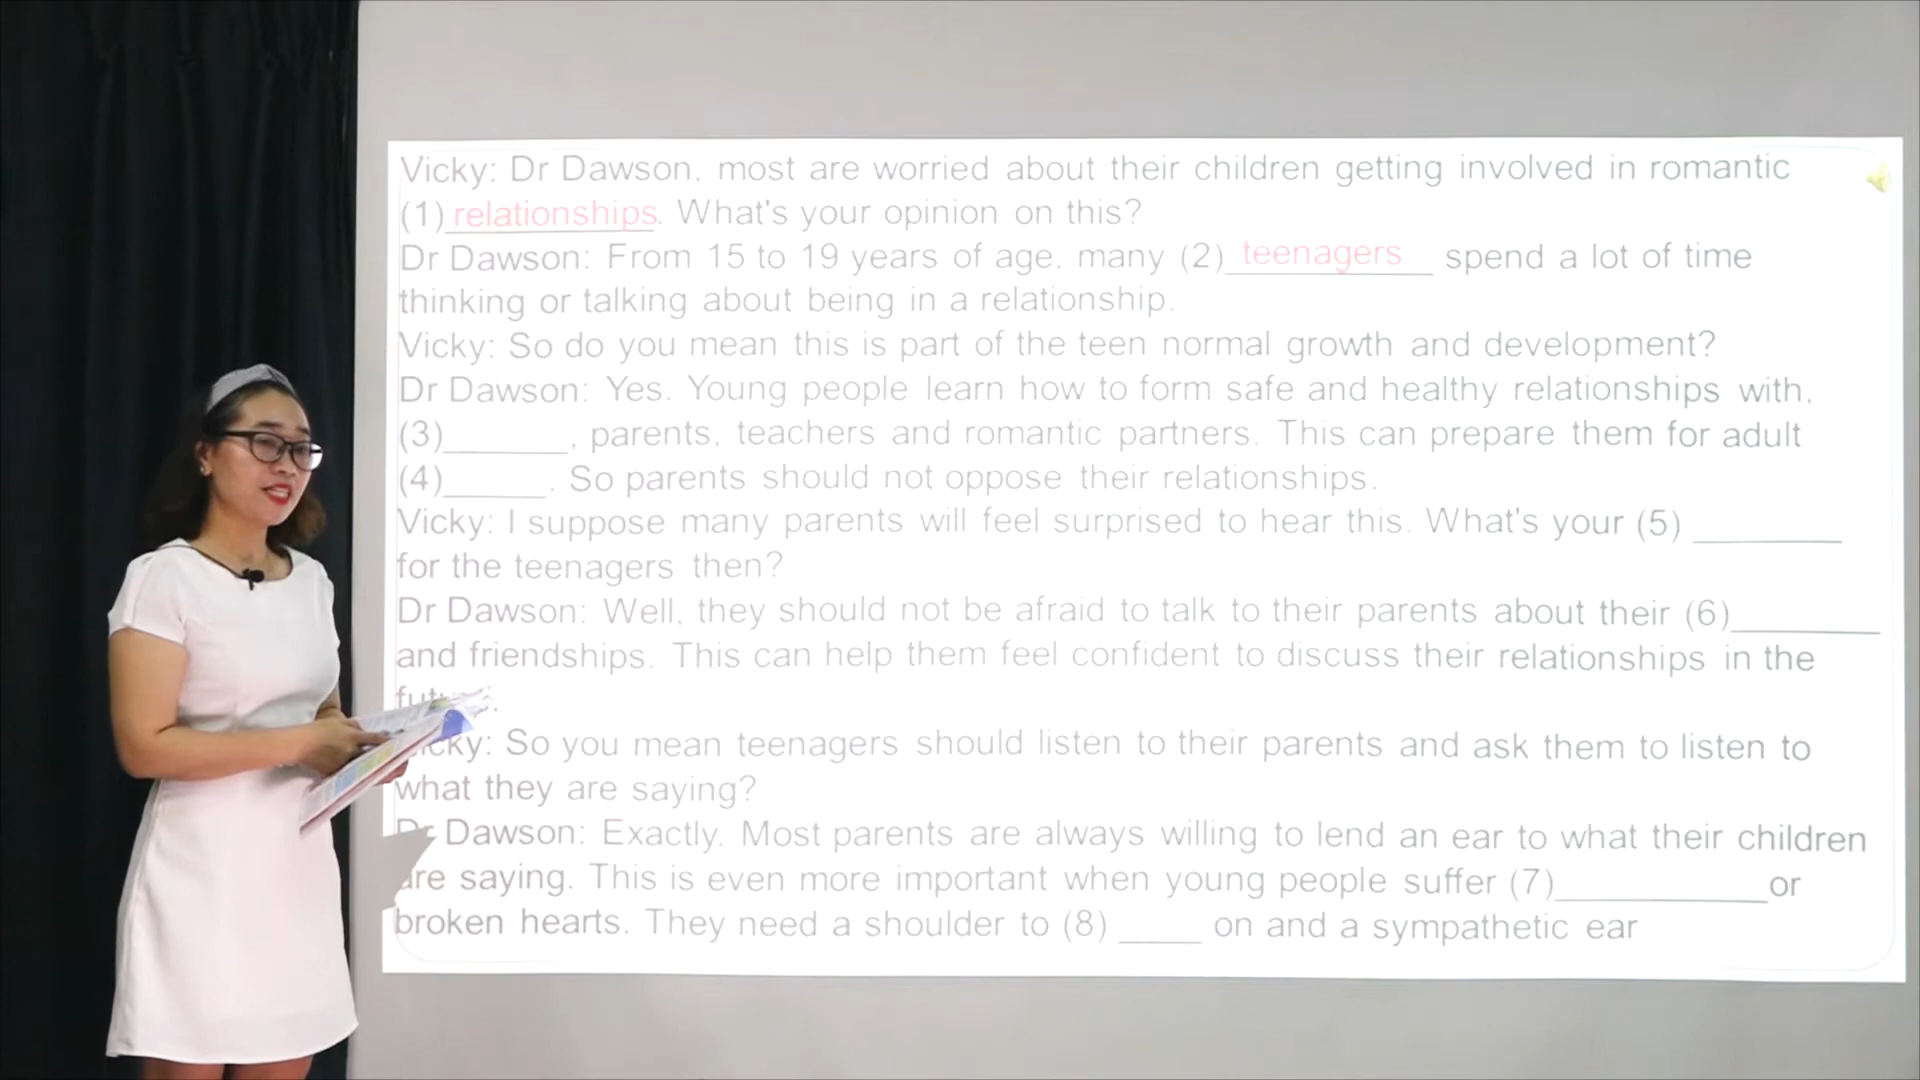 Vicky: Dr Dawson, most are worried about their children getting involved in romantic
(1) relationships. What's your opinion on this?
Dr Dawson: From 15 to 19 years of age, many (2) teenagers spend a lot of time
thinking or talking about being in a relationship.
Vicky: So do you mean this is part of the teen normal growth and development?
Dr Dawson: Yes. Young people learn how to form safe and healthy relationships with,
(3)_______, parents, teachers and romantic partners. This can prepare them for adult
(4)______. So parents should not oppose their relationships.
Vicky: I suppose many parents will feel surprised to hear this. What's your (5) ________
for the teenagers then?
Dr Dawson: Well, they should not be afraid to talk to their parents about their (6)________
and friendships. This can help them feel confident to discuss their relationships in the
Vicky: So you mean teenagers should listen to their parents and ask them to listen to
what they are saying?
Dr Dawson: Exactly. Most parents are always willing to lend an ear to what their children
are saying. This is even more important when young people suffer (7)____________or
broken hearts. They need a shoulder to (8) _____ on and a sympathetic ear